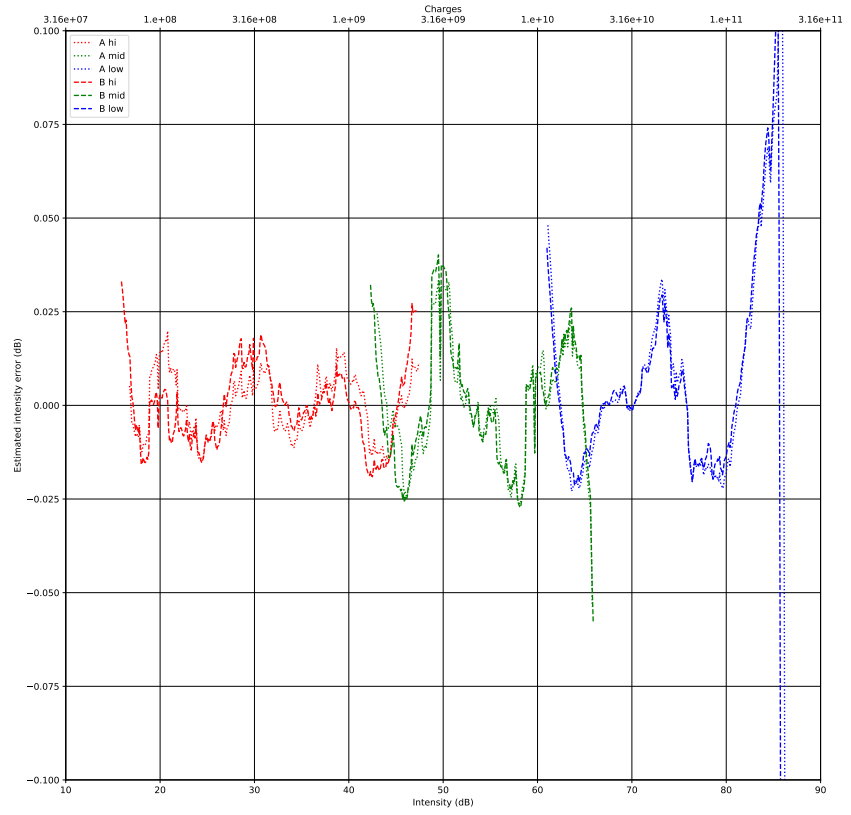 Charges
3.16e+07 1.e+08 3.16e+08 1.e+09 3.16e+09 1.e+10 3.16e+10 1.e+11 3.16e+11
0.100
0.075
0.050
0.025
0.000
−0.025
−0.050
−0.075
−0.100
Estimated intensity error (dB)
A hi
A mid
A low
B hi
B mid
B low
10 20 30 40 50 60 70 80 90
Intensity (dB)